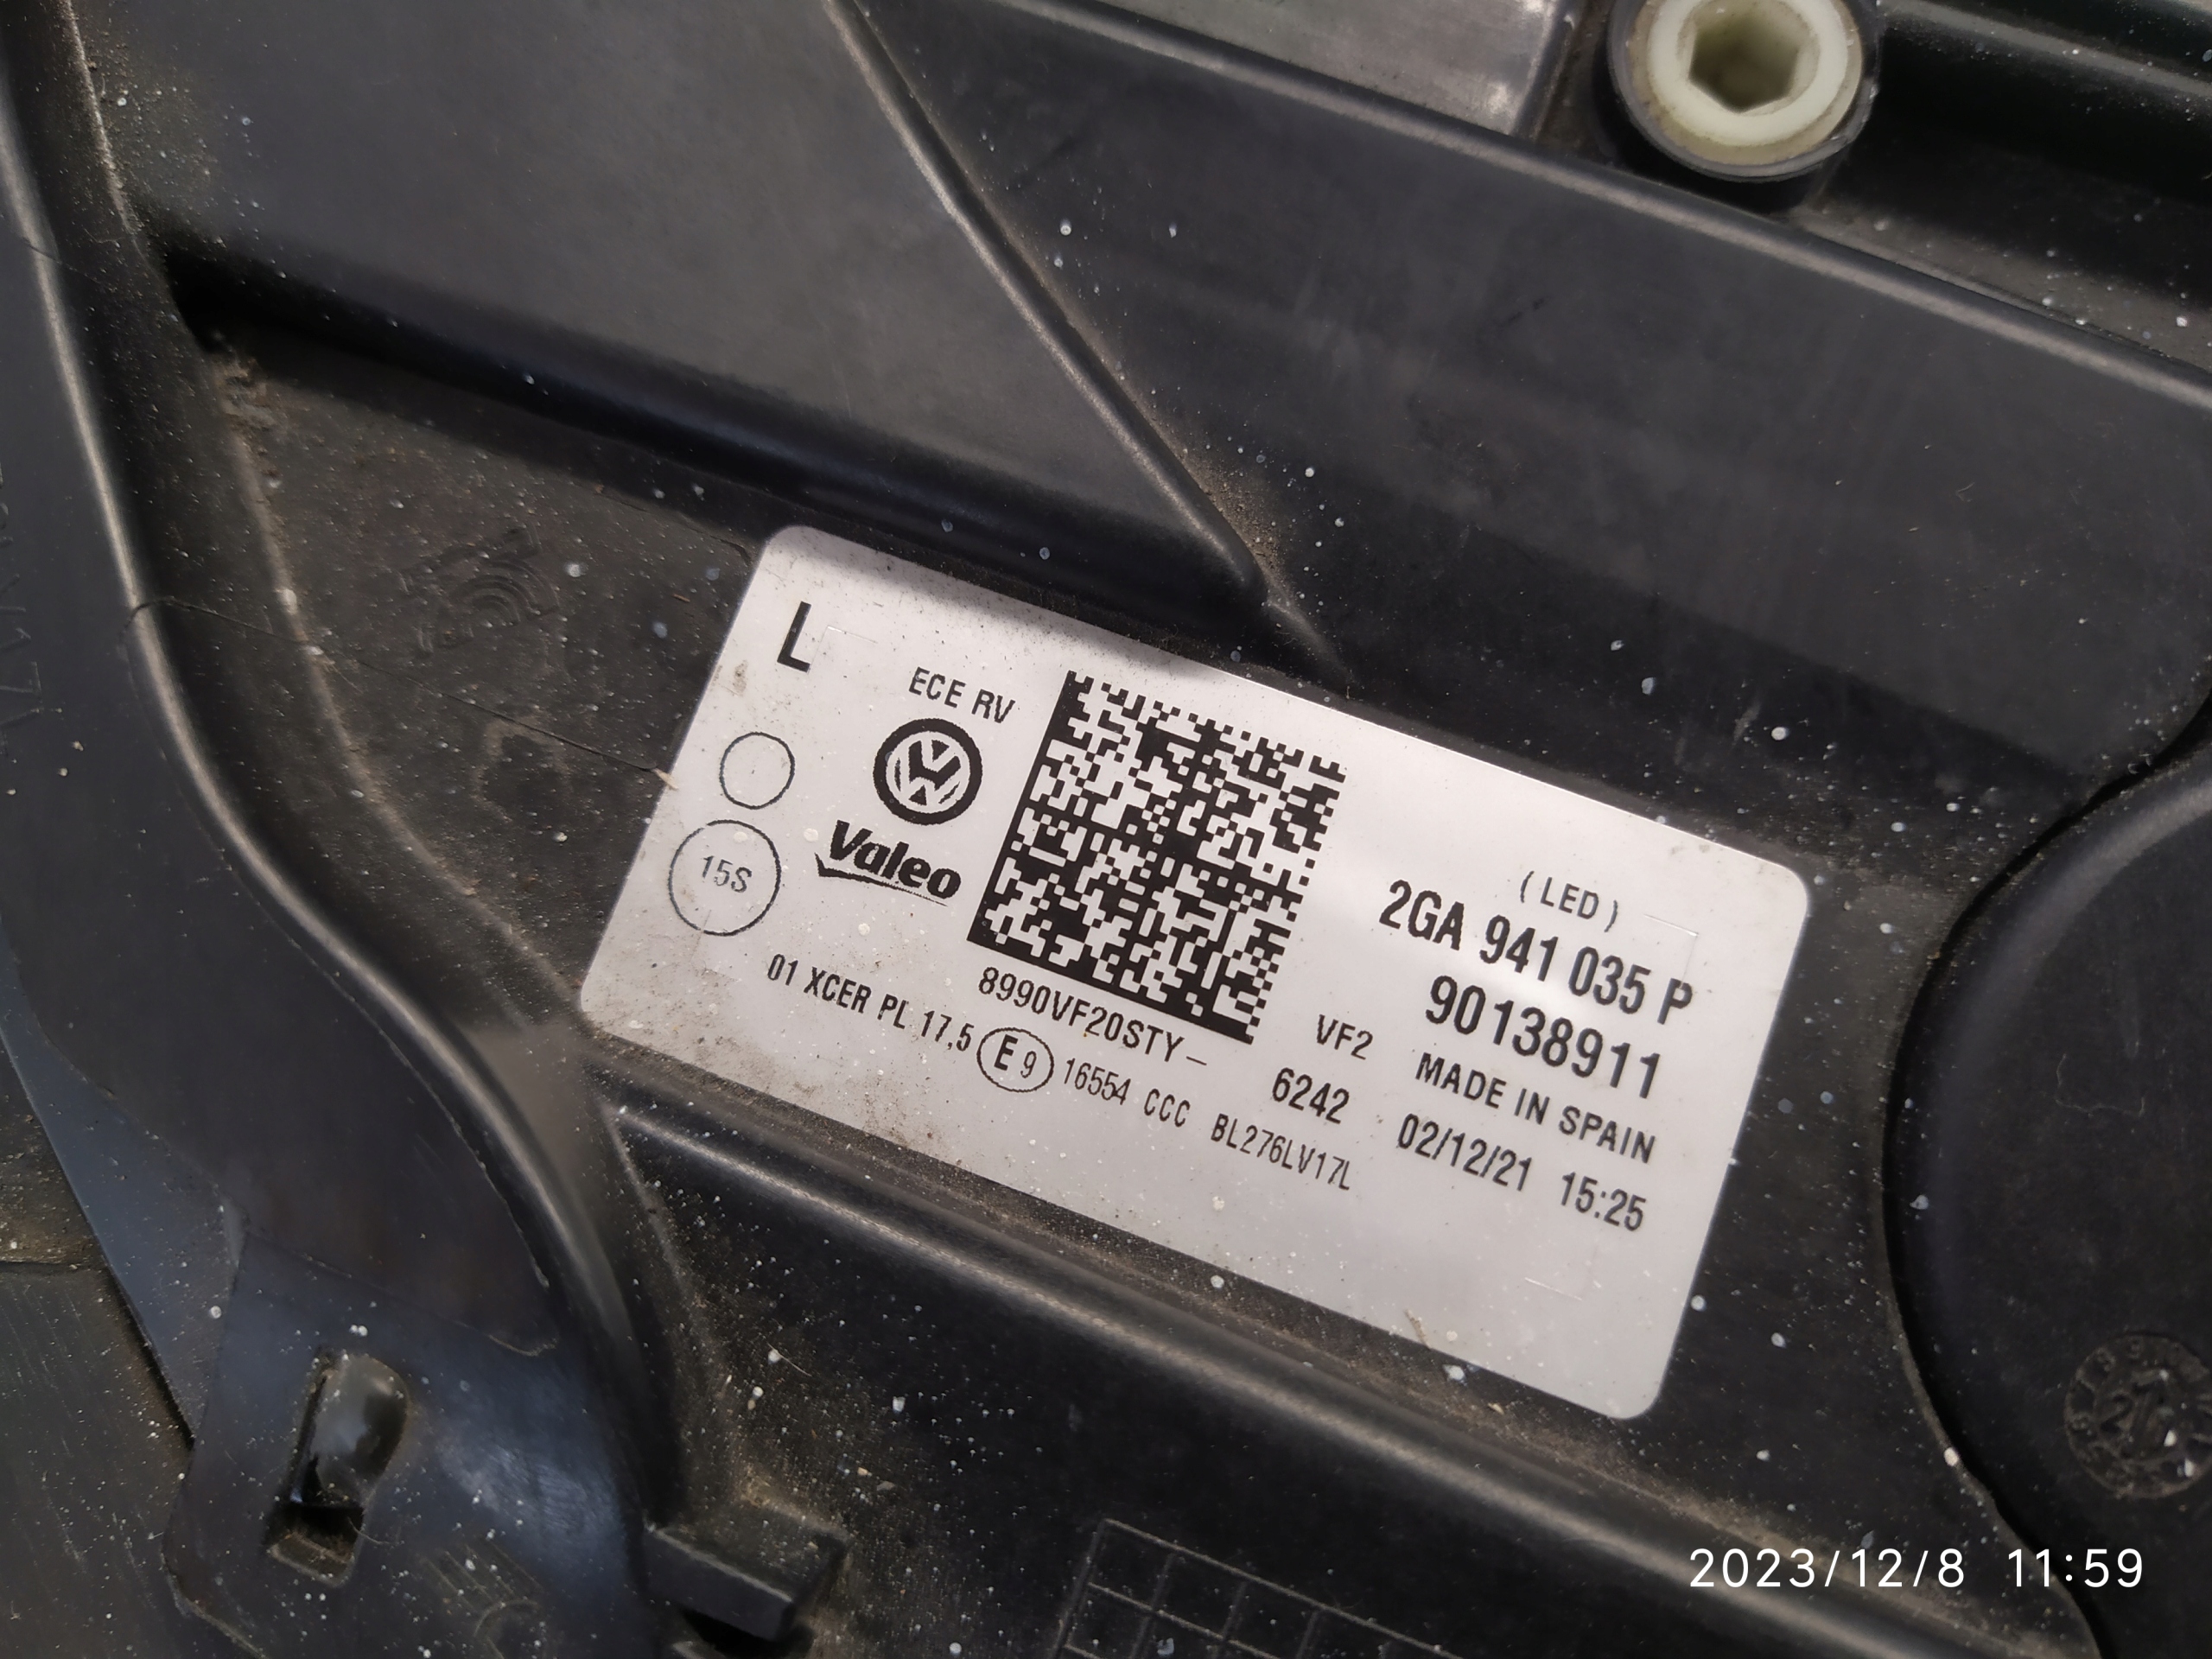 L
ECE RV
Valeo
15S
(LED)
2GA 941 035 P
90138911
VF2 MADE IN SPAIN
8990VF20STY–
6242 02/12/21 15:25
01 XCER PL 17,5 E9 16554 CCC BL276LV17L
2023/12/8 11:59